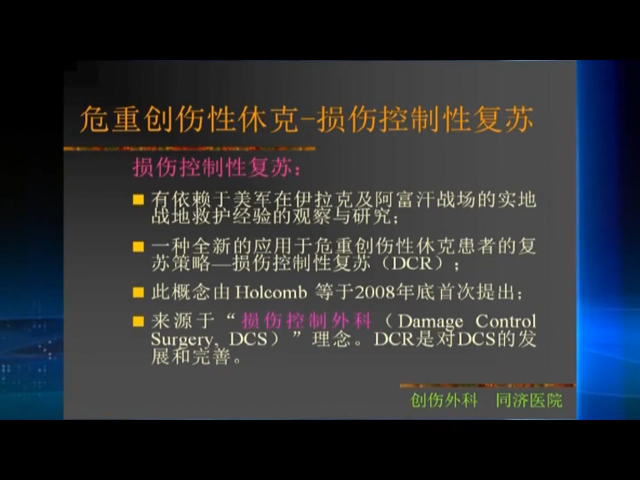 危重创伤性休克–损伤控制性复苏
损伤控制性复苏：
有依赖于美军在伊拉克及阿富汗战场的实地
战地救护经验的观察与研究；
一种全新的应用于危重创伤性休克患者的复
苏策略—损伤控制性复苏（DCR）；
此概念由 Holcomb 等于2008年底首次提出；
来源于“损伤控制外科（Damage Control
Surgery, DCS）”理念。DCR是对DCS的发
展和完善。
创伤外科 同济医院